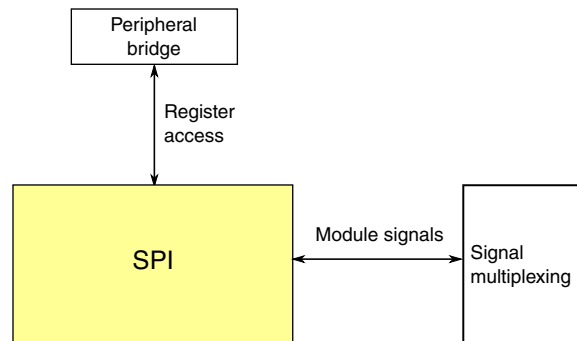 Peripheral
bridge
Register
access
SPI
Module signals
Signal
multiplexing